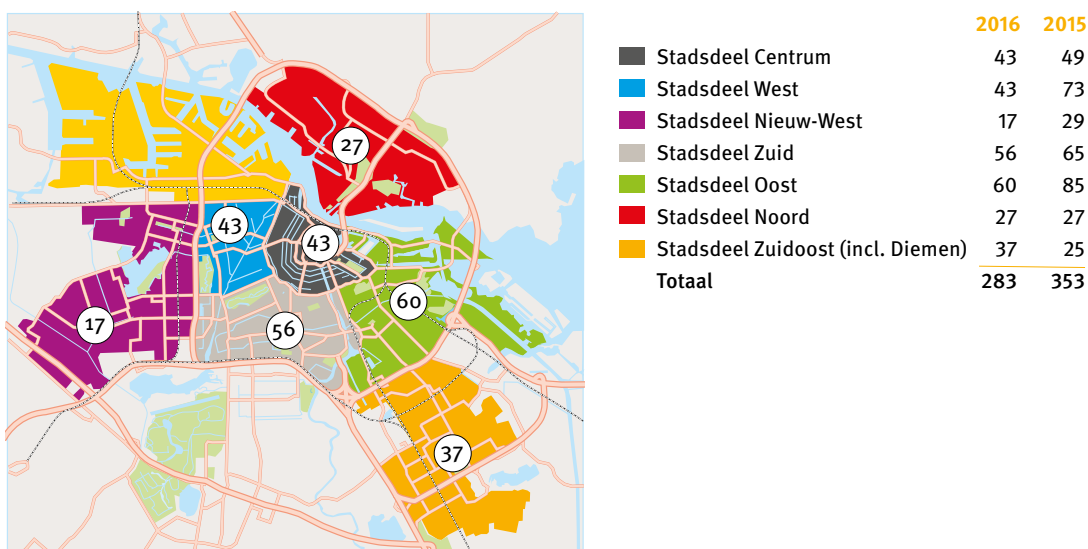 27
43
43
60
17
56
37
2016 2015
Stadsdeel Centrum 43 49
Stadsdeel West 43 73
Stadsdeel Nieuw-West 17 29
Stadsdeel Zuid 56 65
Stadsdeel Oost 60 85
Stadsdeel Noord 27 27
Stadsdeel Zuidoost (incl. Diemen) 37 25
Totaal 283 353